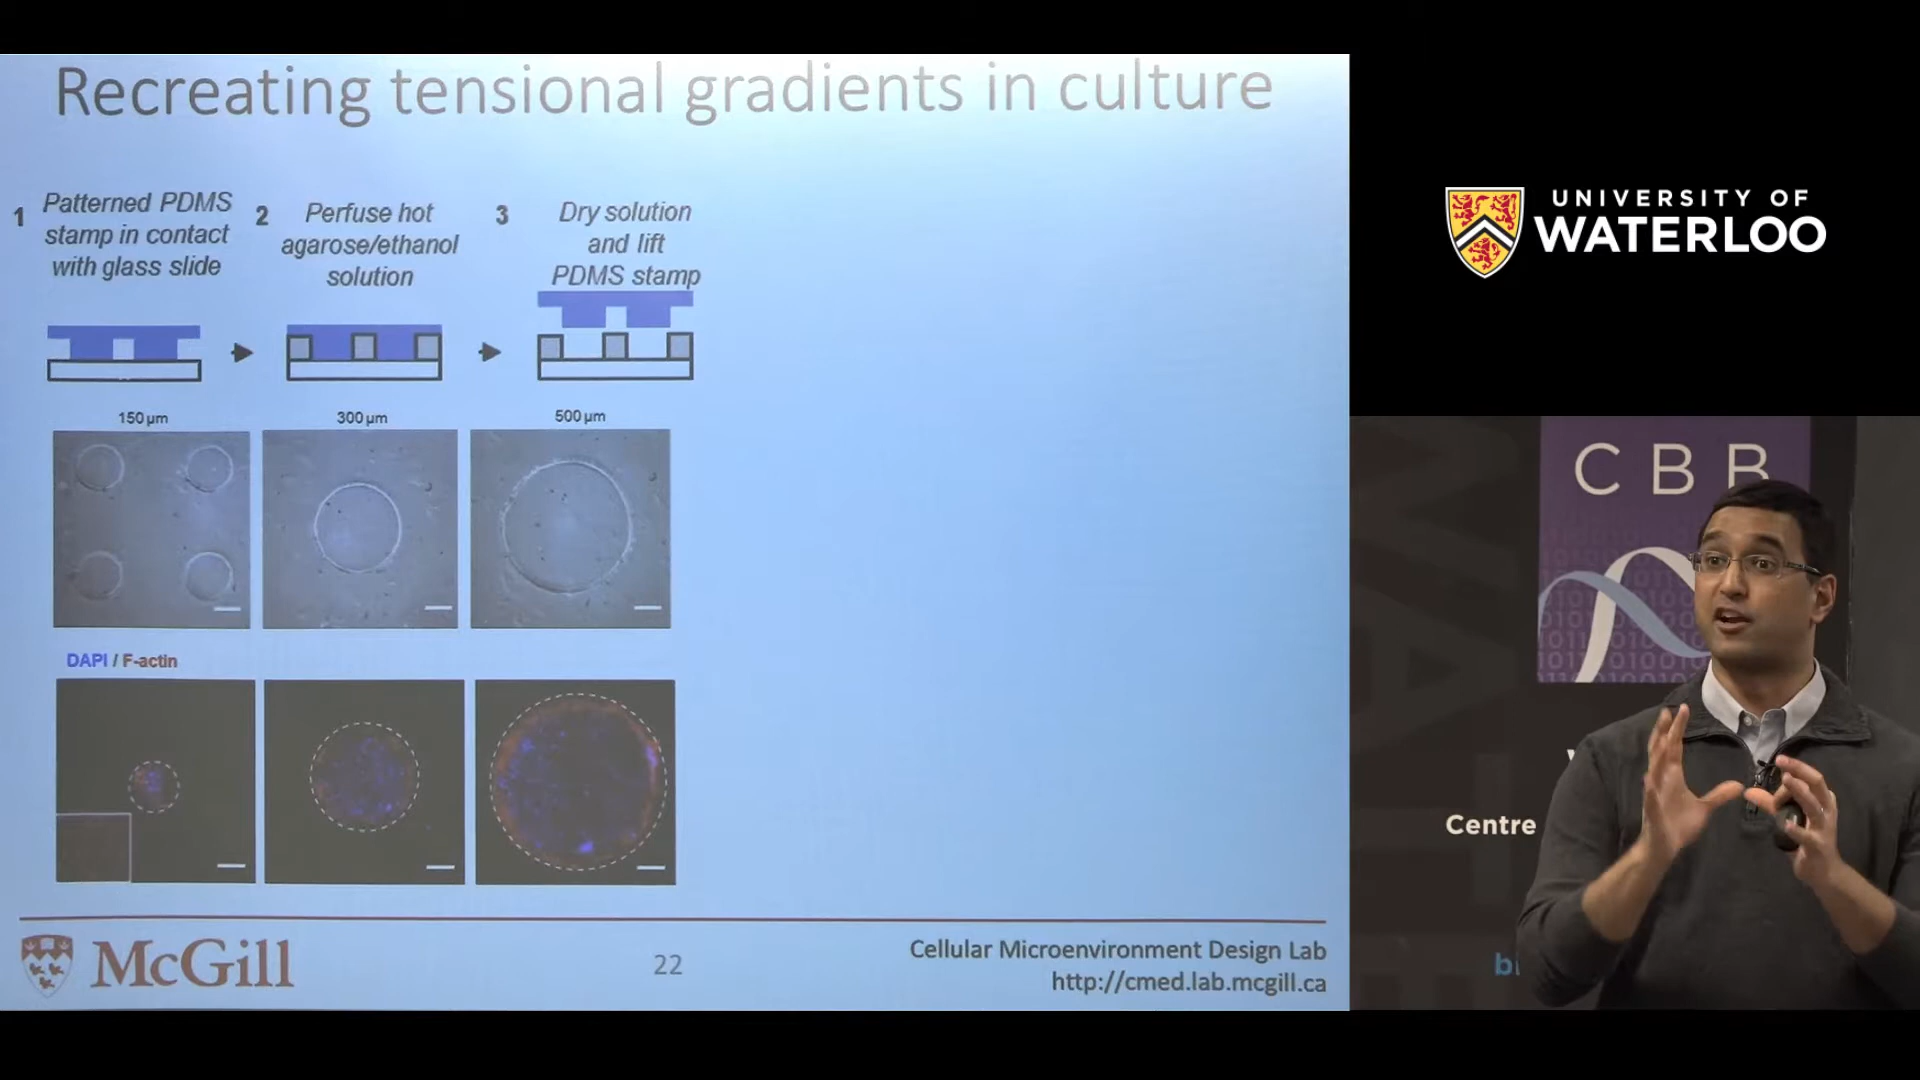 Recreating tensional gradients in culture
1
Patterned PDMS
stamp in contact
with glass slide
2
Perfuse hot
agarose/ethanol
solution
3
Dry solution
and lift
PDMS stamp
150 µm
300 µm
500 µm
DAPI / F-actin
McGill
22
Cellular Microenvironment Design Lab
http://cmed.lab.mcgill.ca
UNIVERSITY OF
WATERLOO
CBB
Centre